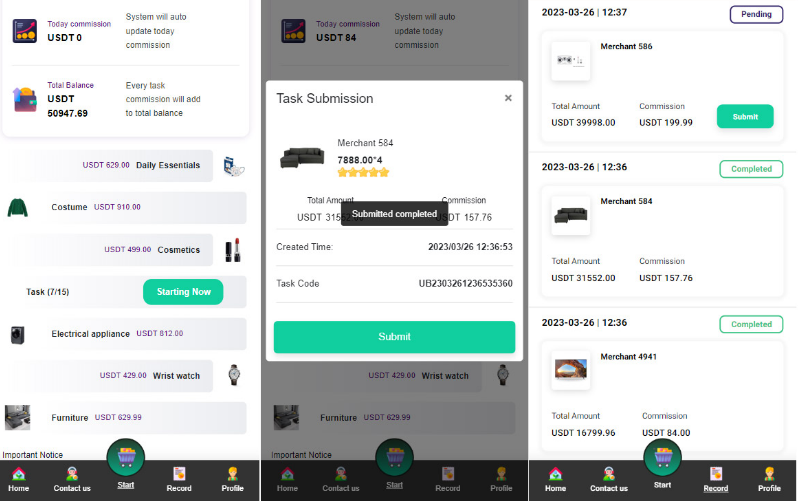 Today commission
USDT 0
System will auto
update today
commission
Total Balance
USDT
50947.69
Every task
commission will add
to total balance
USDT 629.00 Daily Essentials
Costume USDT 910.00
USDT 499.00 Cosmetics
Task (7/15) Starting Now
Electrical appliance USDT 812.00
USDT 429.00 Wrist watch
Furniture USDT 629.99
Important Notice
Home Contact us Start Record Profile
Today commission
USDT 84
System will auto
update today
commission
Task Submission ×
Merchant 584
7888.00*4
Total Amount Commission
USDT 31552.00 USDT 157.76
Submitted completed
Created Time: 2023/03/26 12:36:53
Task Code UB2303261236535360
Submit
USDT 429.00 Wrist watch
Furniture USDT 629.99
Important Notice
Home Contact us Start Record Profile
2023-03-26 | 12:37 Pending
Merchant 586
Total Amount Commission
USDT 39998.00 USDT 199.99 Submit
2023-03-26 | 12:36 Completed
Merchant 584
Total Amount Commission
USDT 31552.00 USDT 157.76
2023-03-26 | 12:36 Completed
Merchant 4941
Total Amount Commission
USDT 16799.96 USDT 84.00
Home Contact us Start Record Profile